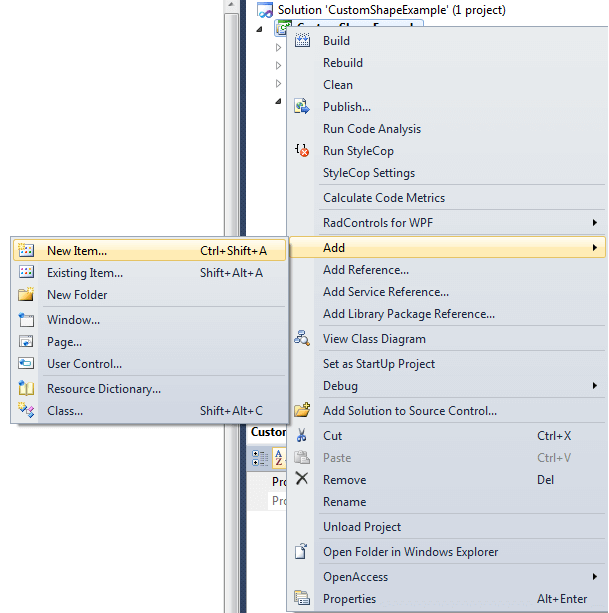 Solution 'CustomShapeExample' (1 project)
Build
Rebuild
Clean
Publish...
Run Code Analysis
Run StyleCop
StyleCop Settings
Calculate Code Metrics
RadControls for WPF
Add
Add Reference...
Add Service Reference...
Add Library Package Reference...
View Class Diagram
Set as StartUp Project
Debug
Add Solution to Source Control...
Cut Ctrl+X
Paste Ctrl+V
Remove Del
Rename
Unload Project
Open Folder in Windows Explorer
OpenAccess
Properties Alt+Enter
New Item... Ctrl+Shift+A
Existing Item... Shift+Alt+A
New Folder
Window...
Page...
User Control...
Resource Dictionary...
Class... Shift+Alt+C
Custo
Pro
Pro